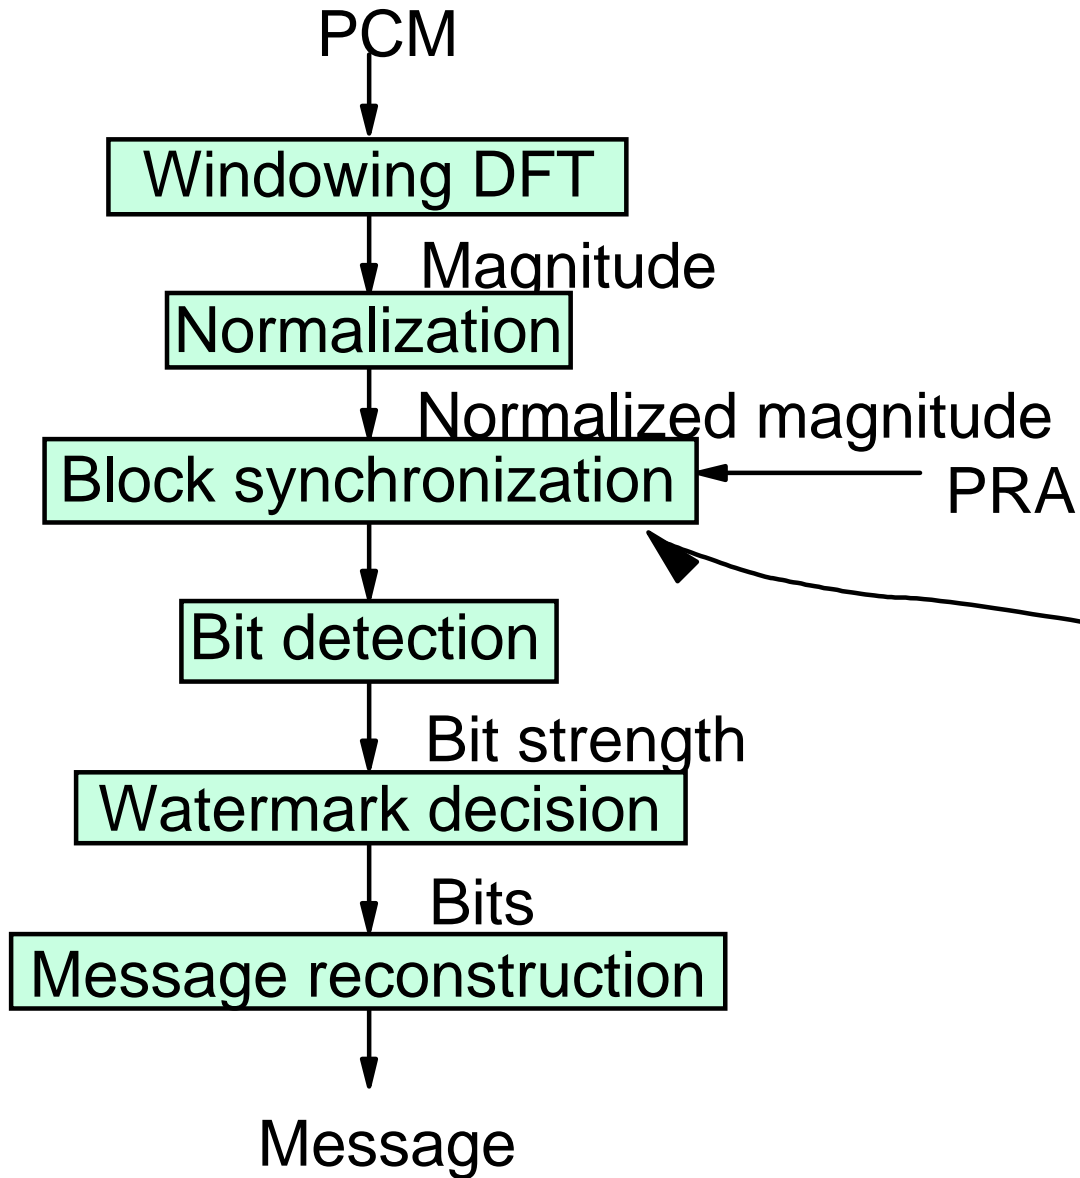 PCM
Windowing DFT
Magnitude
Normalization
Normalized magnitude
Block synchronization
PRA
Bit detection
Bit strength
Watermark decision
Bits
Message reconstruction
Message